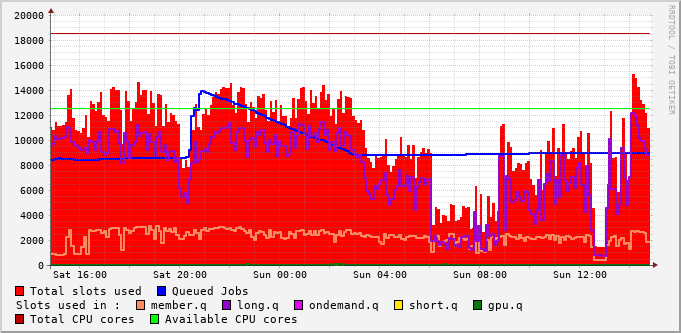 20000
18000
16000
14000
12000
10000
8000
6000
4000
2000
0
Sat 16:00 Sat 20:00 Sun 00:00 Sun 04:00 Sun 08:00 Sun 12:00
RRDTOOL / TOBI OETIKER
Total slots used Queued Jobs
Slots used in : member.q long.q ondemand.q short.q gpu.q
Total CPU cores Available CPU cores